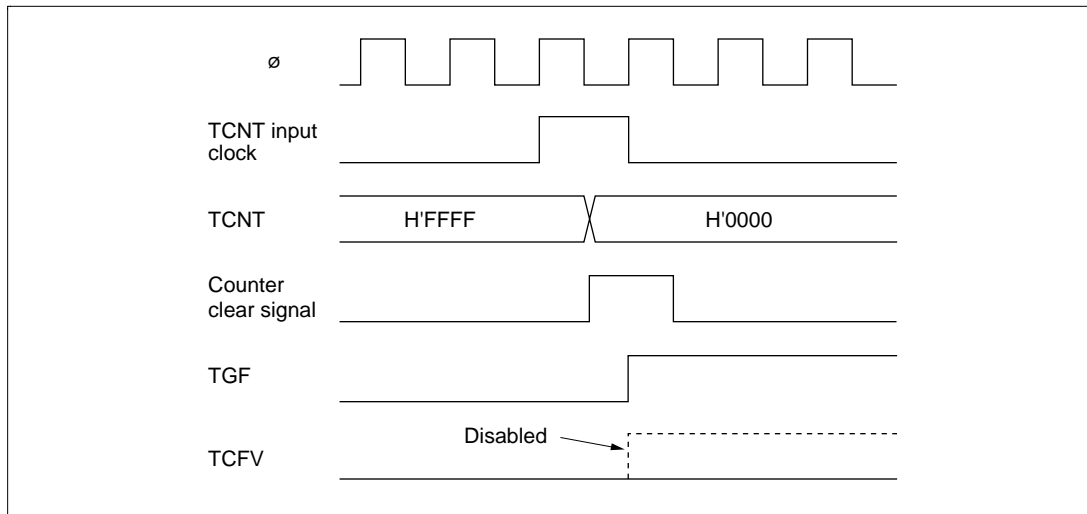 ø
TCNT input
clock
TCNT
H'FFFF
H'0000
Counter
clear signal
TGF
Disabled
TCFV